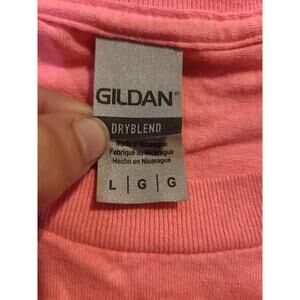 GILDAN®
DRYBLEND
Made in Nicaragua
Fabriqué au Nicaragua
Hecho en Nicaragua
L | G | G